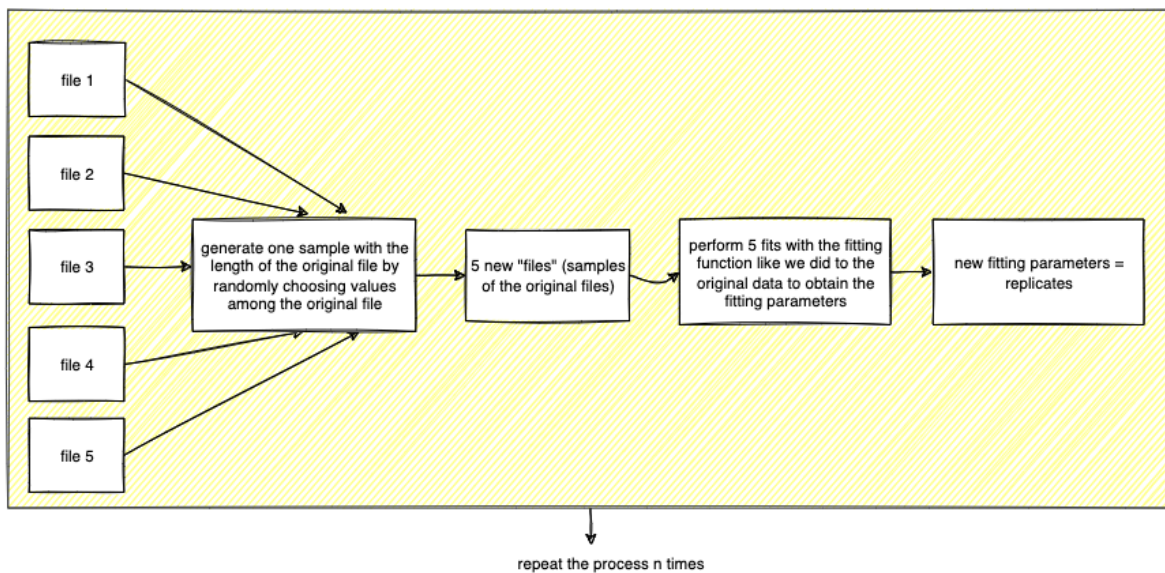 file 1
file 2
file 3
file 4
file 5
generate one sample with the
length of the original file by
randomly choosing values
among the original file
5 new "files" (samples
of the original files)
perform 5 fits with the fitting
function like we did to the
original data to obtain the
fitting parameters
new fitting parameters =
replicates
repeat the process n times